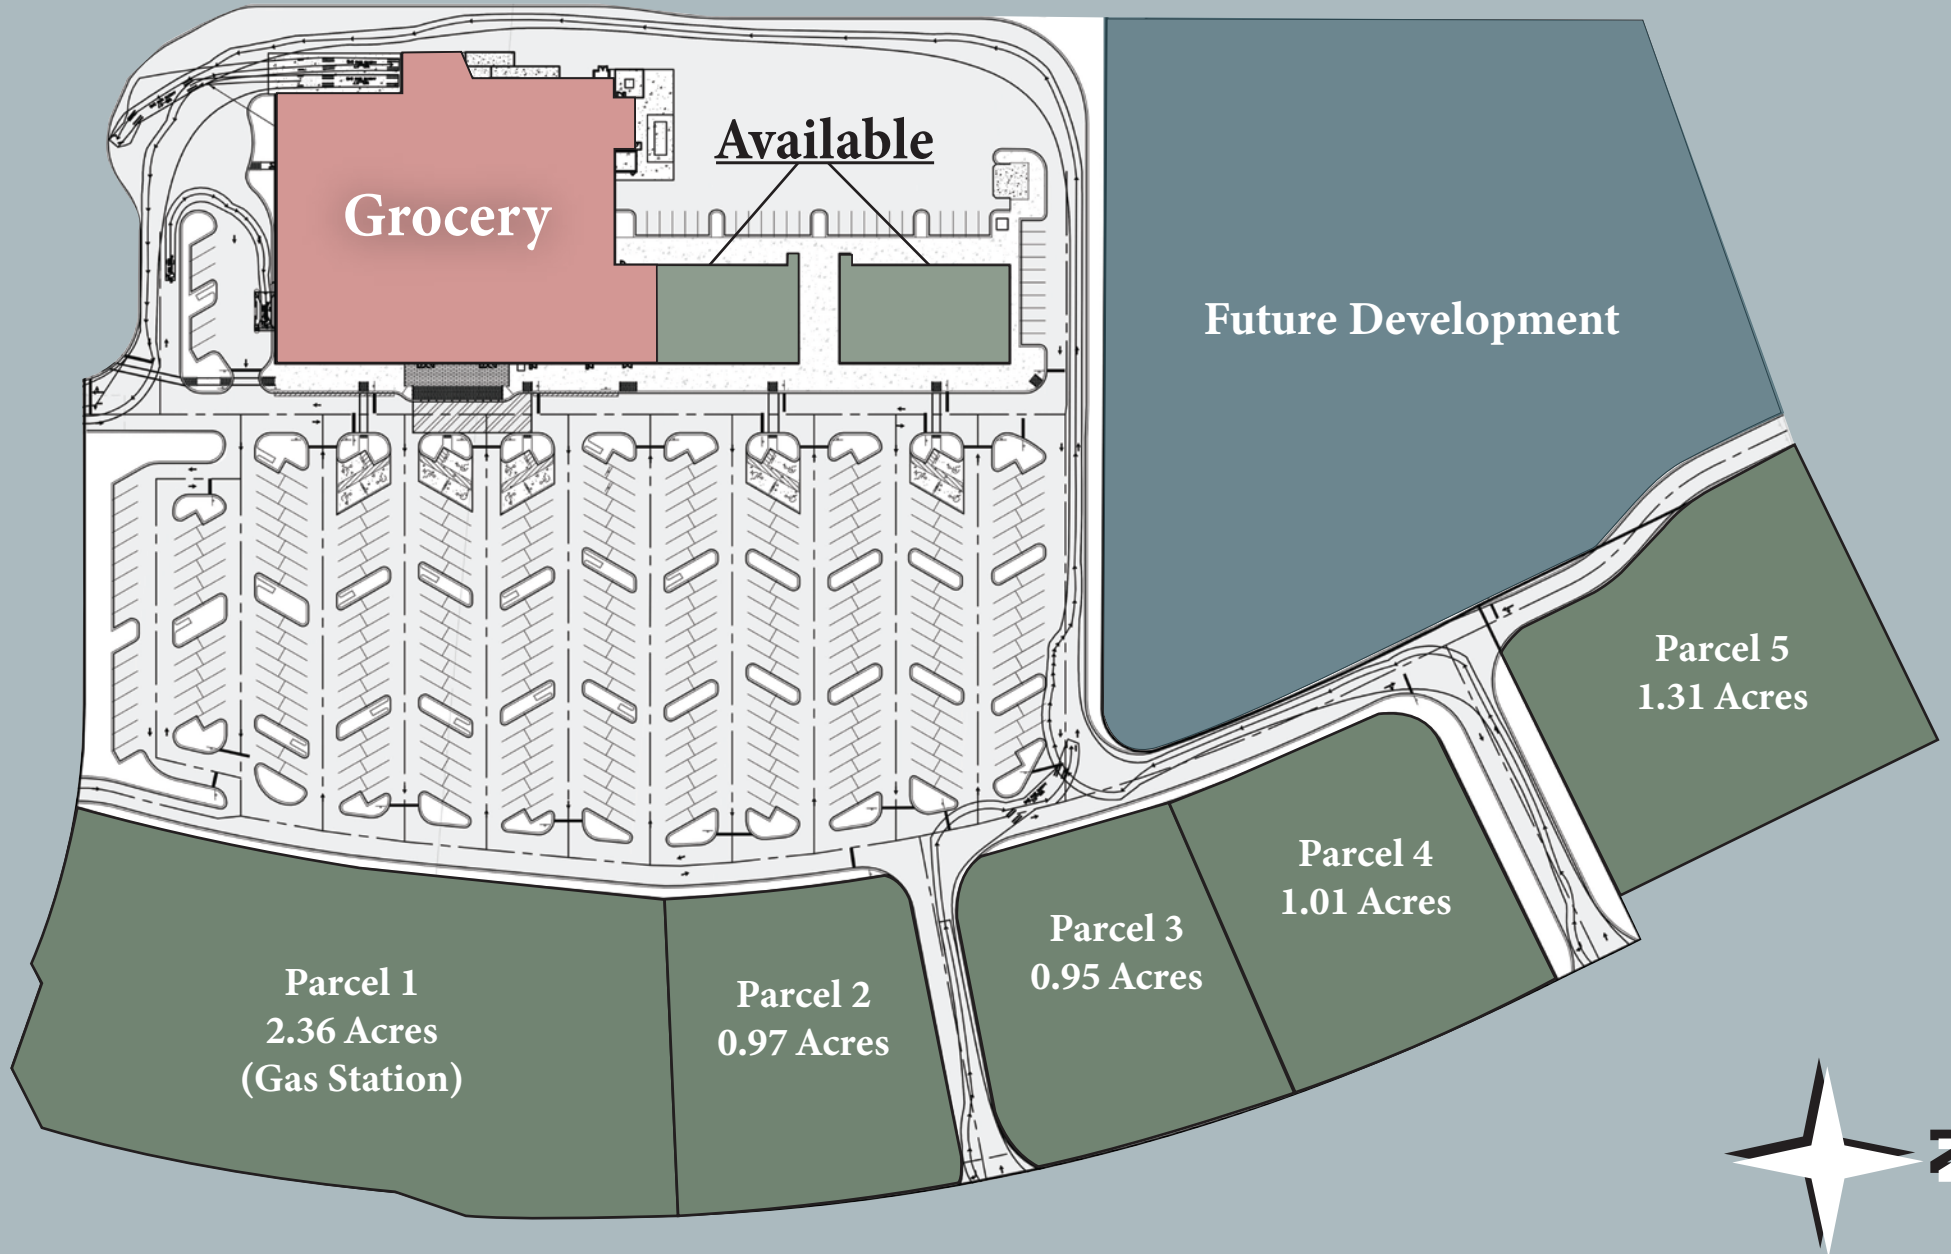 Available
Grocery
Future Development
Parcel 5
1.31 Acres
Parcel 4
1.01 Acres
Parcel 3
0.95 Acres
Parcel 1
2.36 Acres
(Gas Station)
Parcel 2
0.97 Acres